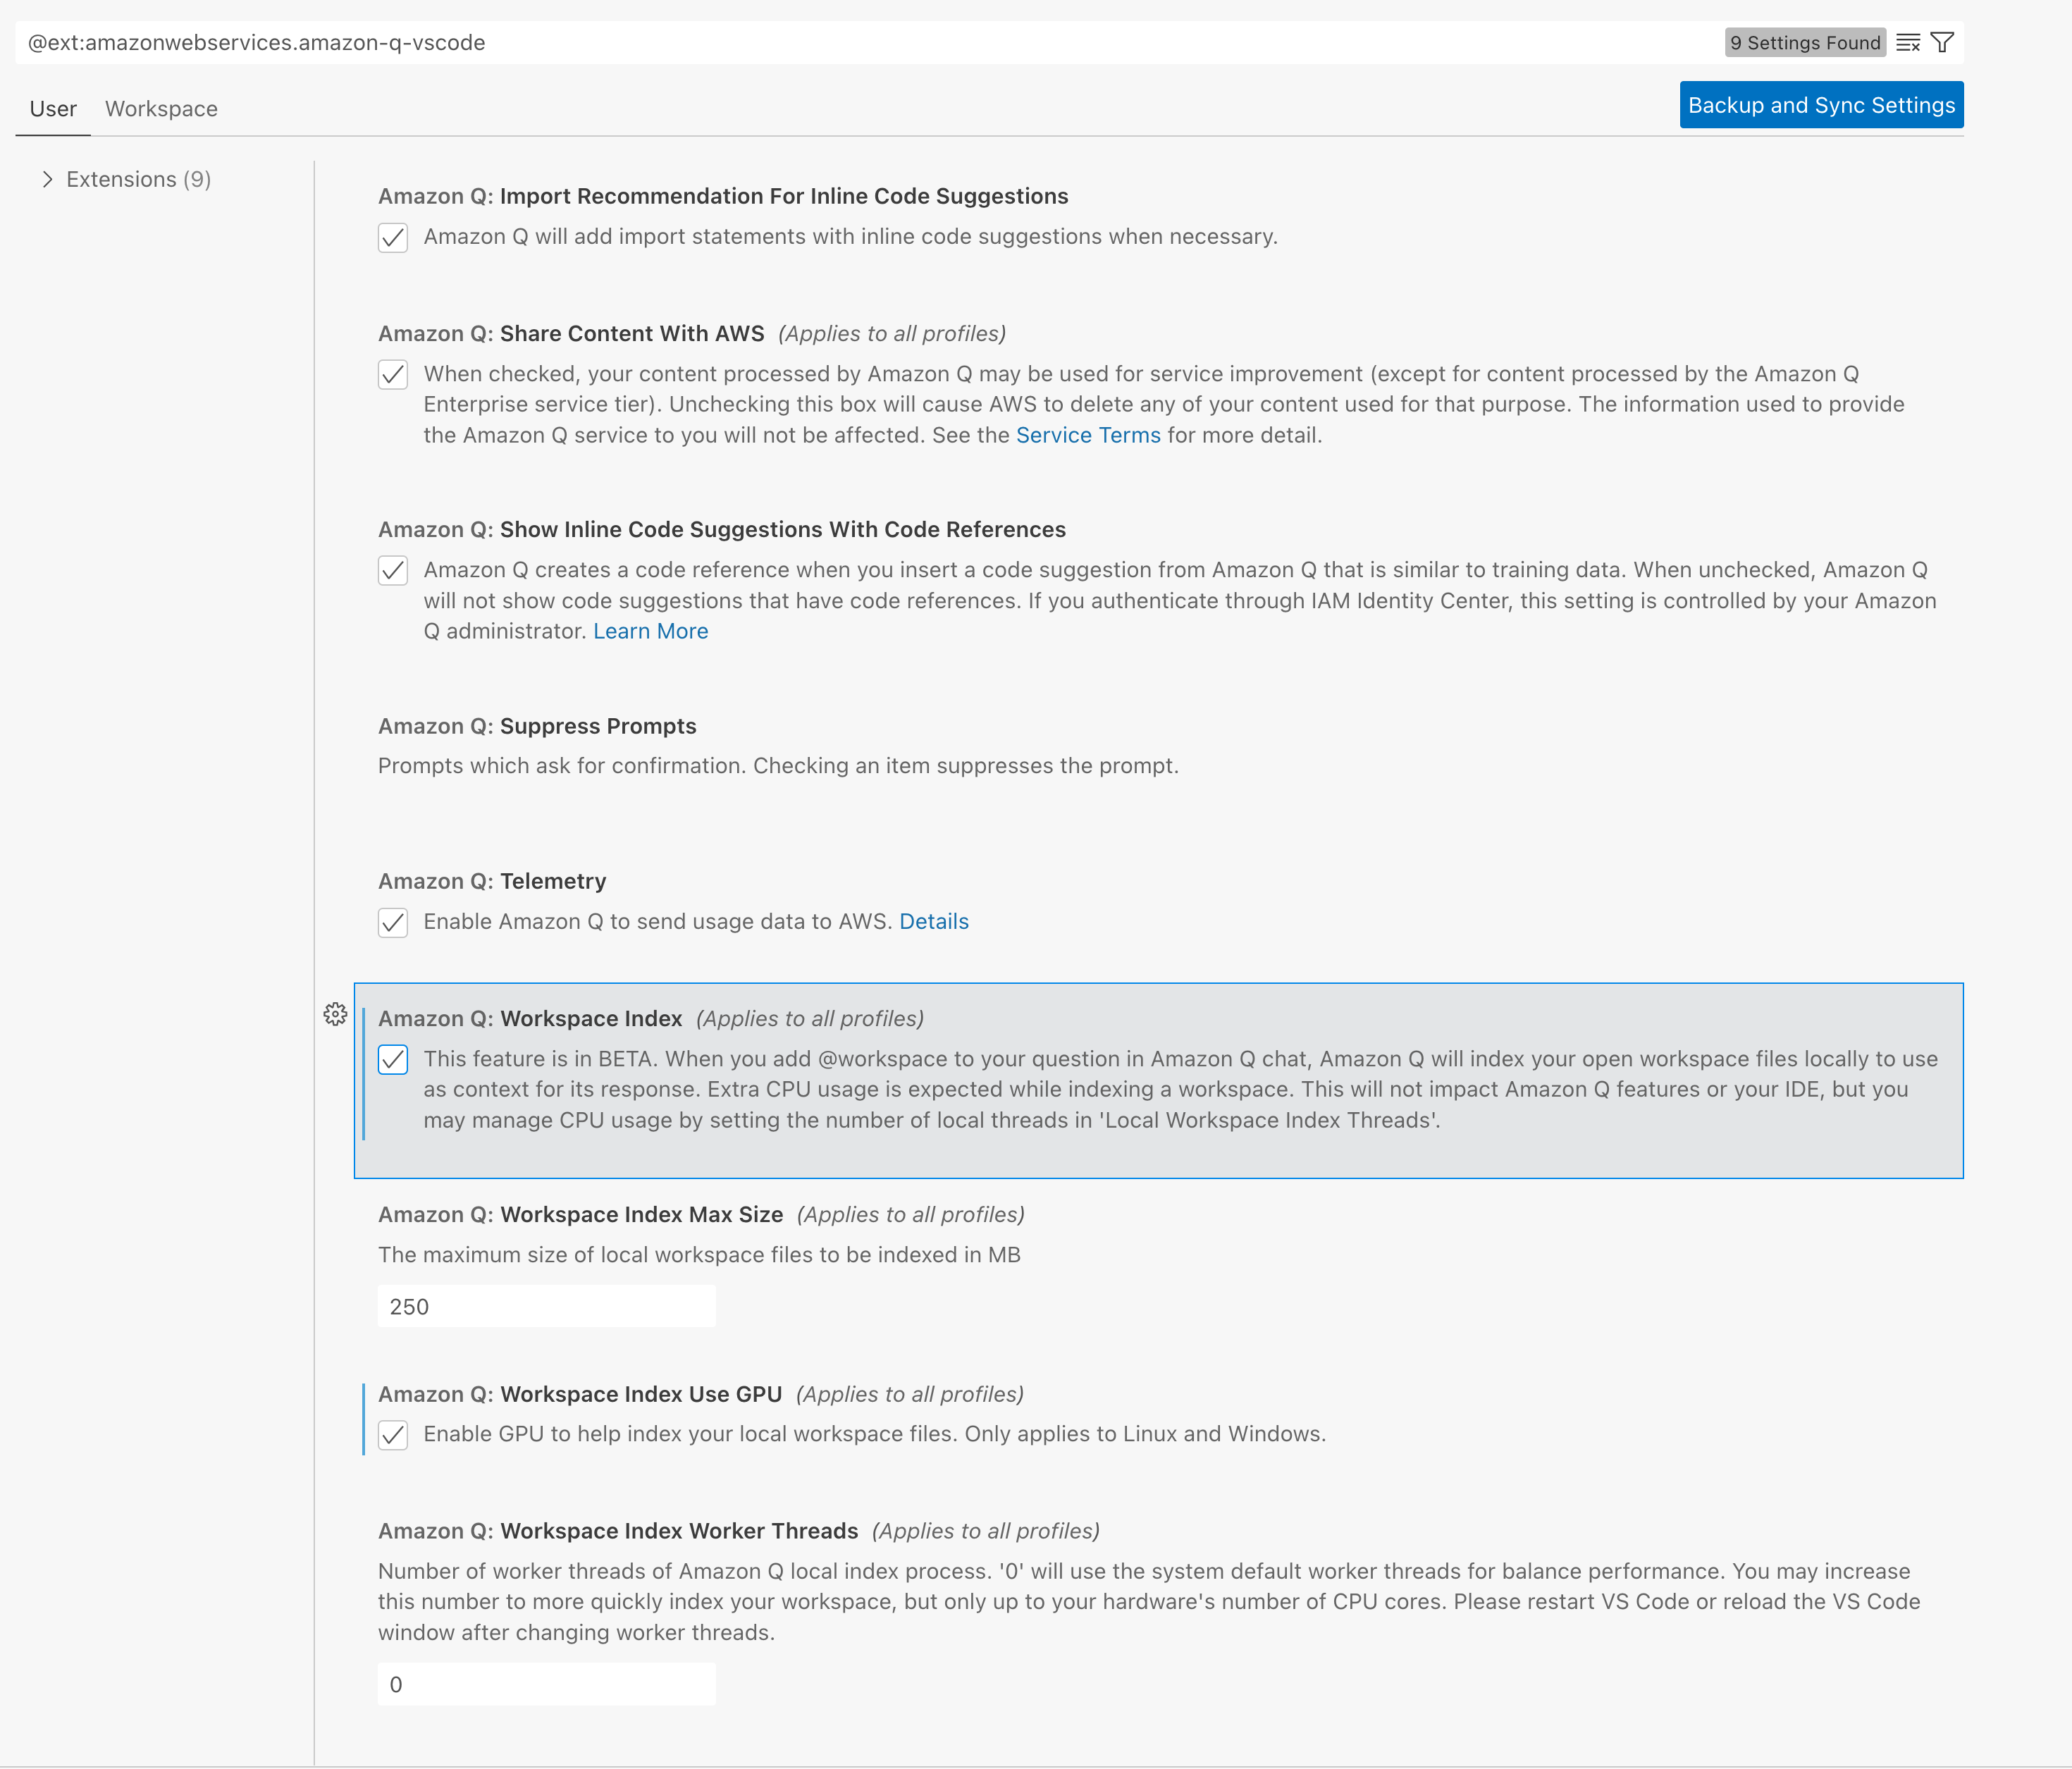 @ext:amazonwebservices.amazon-q-vscode
9 Settings Found
User
Workspace
Backup and Sync Settings
Extensions (9)
Amazon Q: Import Recommendation For Inline Code Suggestions
Amazon Q will add import statements with inline code suggestions when necessary.
Amazon Q: Share Content With AWS (Applies to all profiles)
When checked, your content processed by Amazon Q may be used for service improvement (except for content processed by the Amazon Q
Enterprise service tier). Unchecking this box will cause AWS to delete any of your content used for that purpose. The information used to provide
the Amazon Q service to you will not be affected. See the Service Terms for more detail.
Amazon Q: Show Inline Code Suggestions With Code References
Amazon Q creates a code reference when you insert a code suggestion from Amazon Q that is similar to training data. When unchecked, Amazon Q
will not show code suggestions that have code references. If you authenticate through IAM Identity Center, this setting is controlled by your Amazon
Q administrator. Learn More
Amazon Q: Suppress Prompts
Prompts which ask for confirmation. Checking an item suppresses the prompt.
Amazon Q: Telemetry
Enable Amazon Q to send usage data to AWS. Details
Amazon Q: Workspace Index (Applies to all profiles)
This feature is in BETA. When you add @workspace to your question in Amazon Q chat, Amazon Q will index your open workspace files locally to use
as context for its response. Extra CPU usage is expected while indexing a workspace. This will not impact Amazon Q features or your IDE, but you
may manage CPU usage by setting the number of local threads in 'Local Workspace Index Threads'.
Amazon Q: Workspace Index Max Size (Applies to all profiles)
The maximum size of local workspace files to be indexed in MB
250
Amazon Q: Workspace Index Use GPU (Applies to all profiles)
Enable GPU to help index your local workspace files. Only applies to Linux and Windows.
Amazon Q: Workspace Index Worker Threads (Applies to all profiles)
Number of worker threads of Amazon Q local index process. '0' will use the system default worker threads for balance performance. You may increase
this number to more quickly index your workspace, but only up to your hardware's number of CPU cores. Please restart VS Code or reload the VS Code
window after changing worker threads.
0